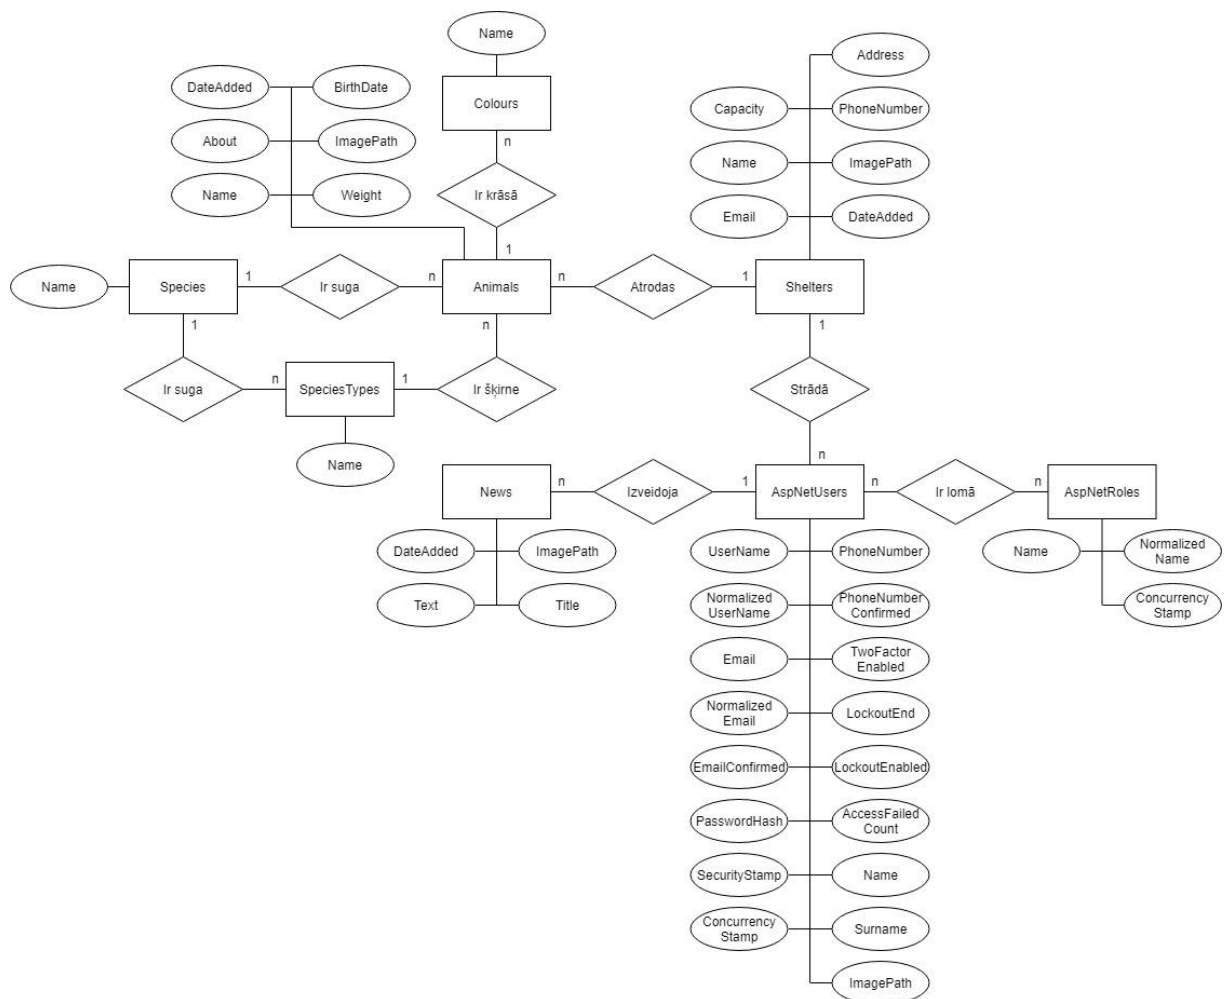 Name
Address
DateAdded
BirthDate
Colours
Capacity
PhoneNumber
n
About
ImagePath
Name
ImagePath
Ir krāsā
Name
Weight
Email
DateAdded
1
Name
Species
1
Ir suga
n
Animals
n
Atrodas
1
Shelters
1
n
1
Ir suga
n
SpeciesTypes
1
Ir šķirne
Strādā
Name
n
News
n
Izveidoja
1
AspNetUsers
n
Ir lomā
n
AspNetRoles
DateAdded
ImagePath
UserName
PhoneNumber
Name
Normalized
Name
Text
Title
Normalized
UserName
PhoneNumber
Confirmed
Concurrency
Stamp
Email
TwoFactor
Enabled
Normalized
Email
LockoutEnd
EmailConfirmed
LockoutEnabled
PasswordHash
AccessFailed
Count
SecurityStamp
Name
Concurrency
Stamp
Surname
ImagePath